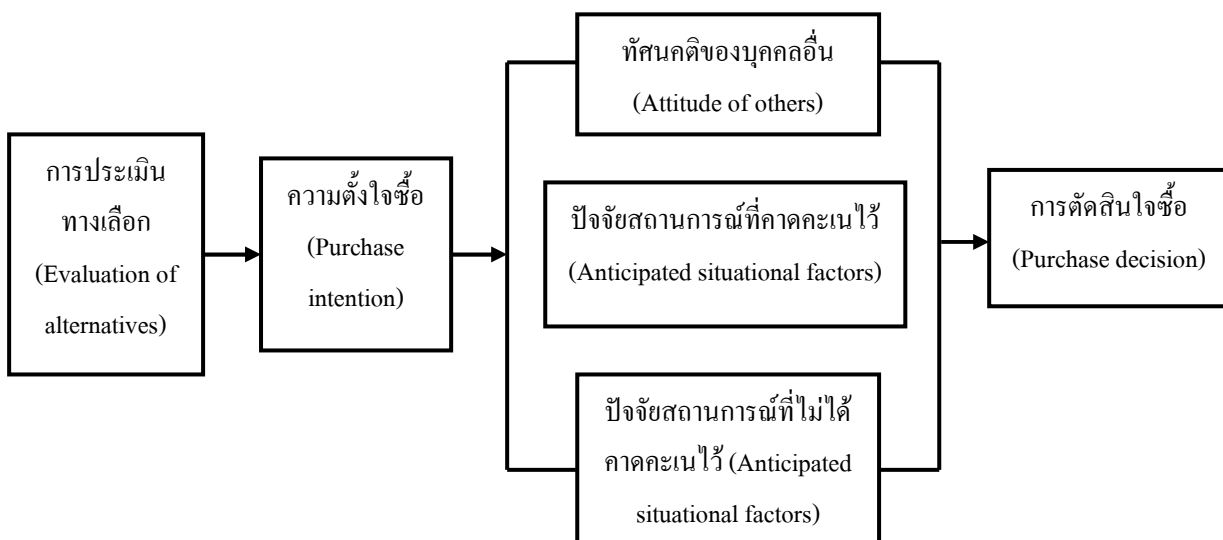 การประเมิน
ทางเลือก
(Evaluation of
alternatives)
ความตั้งใจซื้อ
(Purchase
intention)
ทัศนคติของบุคคลอื่น
(Attitude of others)
ปัจจัยสถานการณ์ที่คาดคะเนไว้
(Anticipated situational factors)
ปัจจัยสถานการณ์ที่ไม่ได้
คาดคะเนไว้ (Anticipated
situational factors)
การตัดสินใจซื้อ
(Purchase decision)